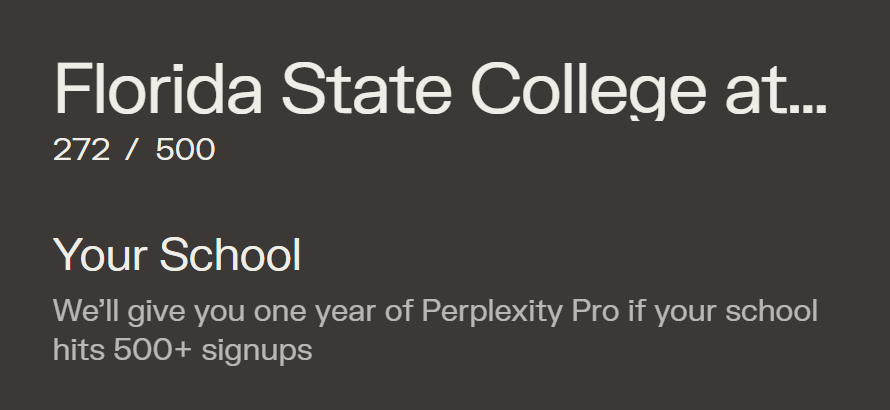 Florida State College at...
272 / 500
Your School
We’ll give you one year of Perplexity Pro if your school
hits 500+ signups